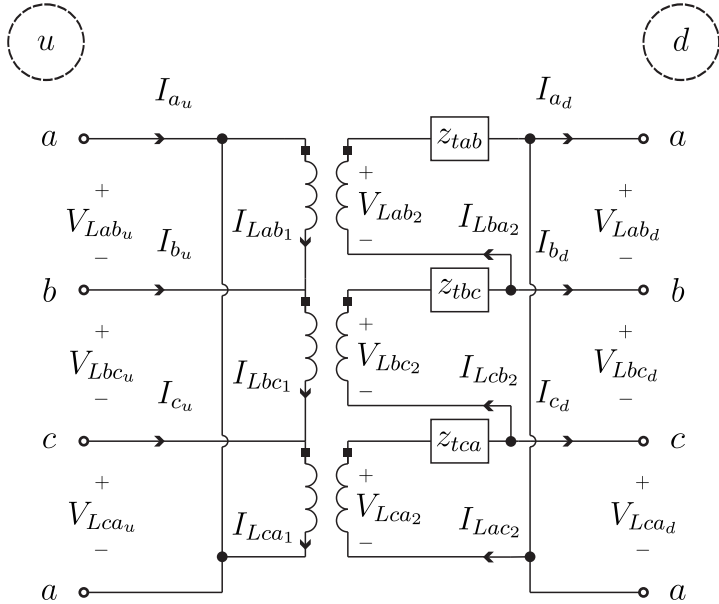 u d
I_{a_u} I_{a_d}
a z_{tab} a
+ + +
V_{Lab_u} I_{b_u} I_{Lab_1} V_{Lab_2} I_{Lba_2} I_{b_d} V_{Lab_d}
− − −
b z_{tbc} b
+ + +
V_{Lbc_u} I_{c_u} I_{Lbc_1} V_{Lbc_2} I_{Lcb_2} I_{c_d} V_{Lbc_d}
− − −
c z_{tca} c
+ + +
V_{Lca_u} I_{Lca_1} V_{Lca_2} I_{Lac_2} V_{Lca_d}
− − −
a a